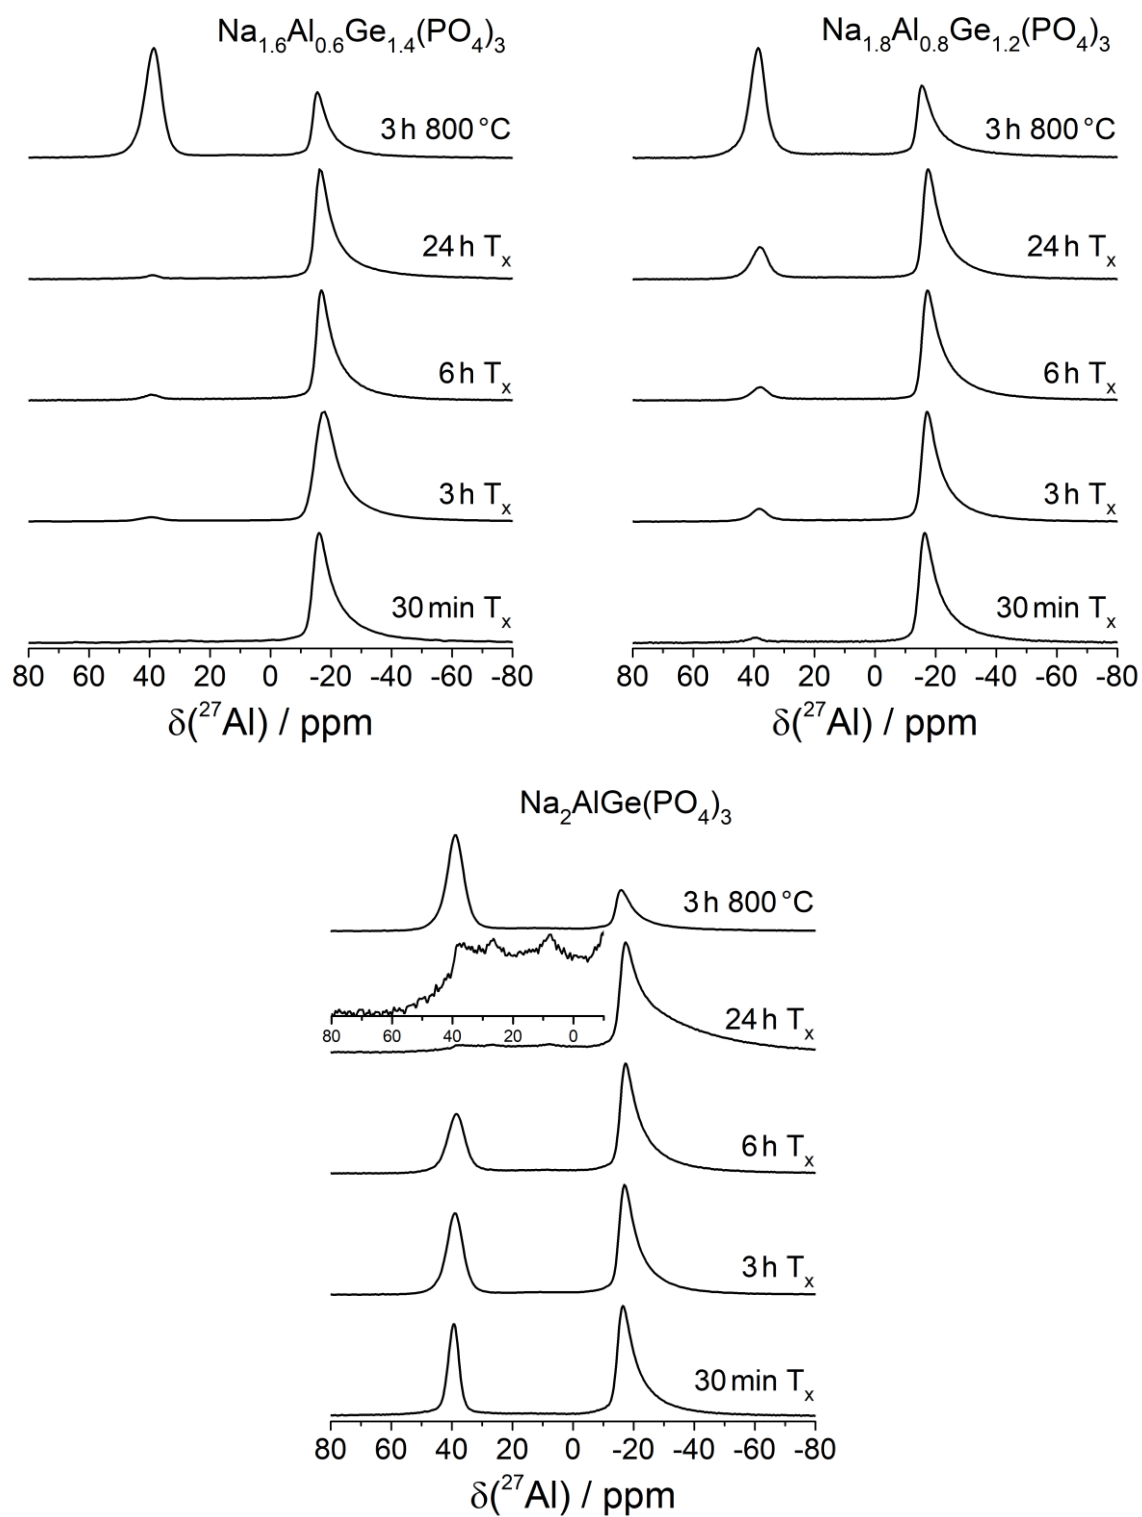 Na1.6Al0.6Ge1.4(PO4)3
3 h 800 °C
24 h Tx
6 h Tx
3 h Tx
30 min Tx
80 60 40 20 0 -20 -40 -60 -80
δ(27Al) / ppm
Na1.8Al0.8Ge1.2(PO4)3
3 h 800 °C
24 h Tx
6 h Tx
3 h Tx
30 min Tx
80 60 40 20 0 -20 -40 -60 -80
δ(27Al) / ppm
Na2AlGe(PO4)3
3 h 800 °C
80 60 40 20 0
24 h Tx
6 h Tx
3 h Tx
30 min Tx
80 60 40 20 0 -20 -40 -60 -80
δ(27Al) / ppm